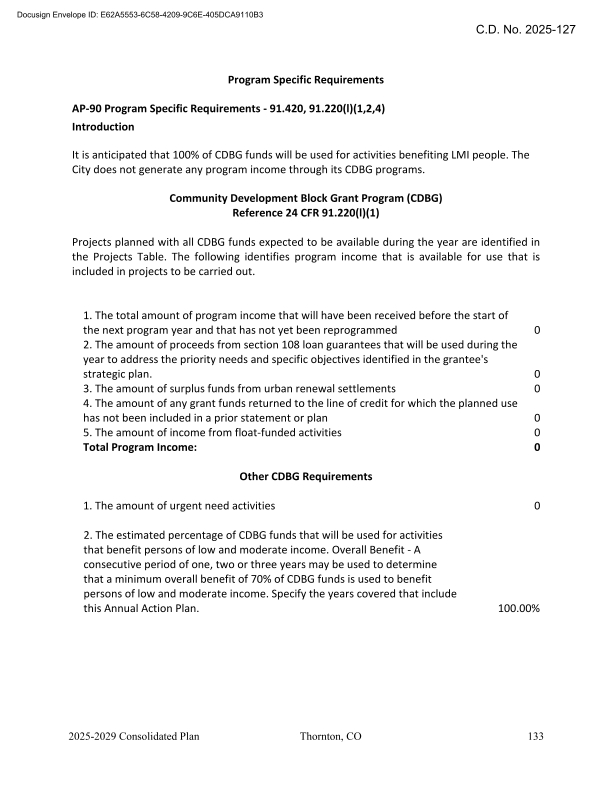 Docusign Envelope ID: E62A5553-6C58-4209-9C6E-405DCA9110B3
C.D. No. 2025-127
Program Specific Requirements
AP-90 Program Specific Requirements - 91.420, 91.220(l)(1,2,4)
Introduction
It is anticipated that 100% of CDBG funds will be used for activities benefiting LMI people. The
City does not generate any program income through its CDBG programs.
Community Development Block Grant Program (CDBG)
Reference 24 CFR 91.220(l)(1)
Projects planned with all CDBG funds expected to be available during the year are identified in
the Projects Table. The following identifies program income that is available for use that is
included in projects to be carried out.
1. The total amount of program income that will have been received before the start of
the next program year and that has not yet been reprogrammed 0
2. The amount of proceeds from section 108 loan guarantees that will be used during the
year to address the priority needs and specific objectives identified in the grantee's
strategic plan. 0
3. The amount of surplus funds from urban renewal settlements 0
4. The amount of any grant funds returned to the line of credit for which the planned use
has not been included in a prior statement or plan 0
5. The amount of income from float-funded activities 0
Total Program Income: 0
Other CDBG Requirements
1. The amount of urgent need activities 0
2. The estimated percentage of CDBG funds that will be used for activities
that benefit persons of low and moderate income. Overall Benefit - A
consecutive period of one, two or three years may be used to determine
that a minimum overall benefit of 70% of CDBG funds is used to benefit
persons of low and moderate income. Specify the years covered that include
this Annual Action Plan. 100.00%
2025-2029 Consolidated Plan Thornton, CO 133